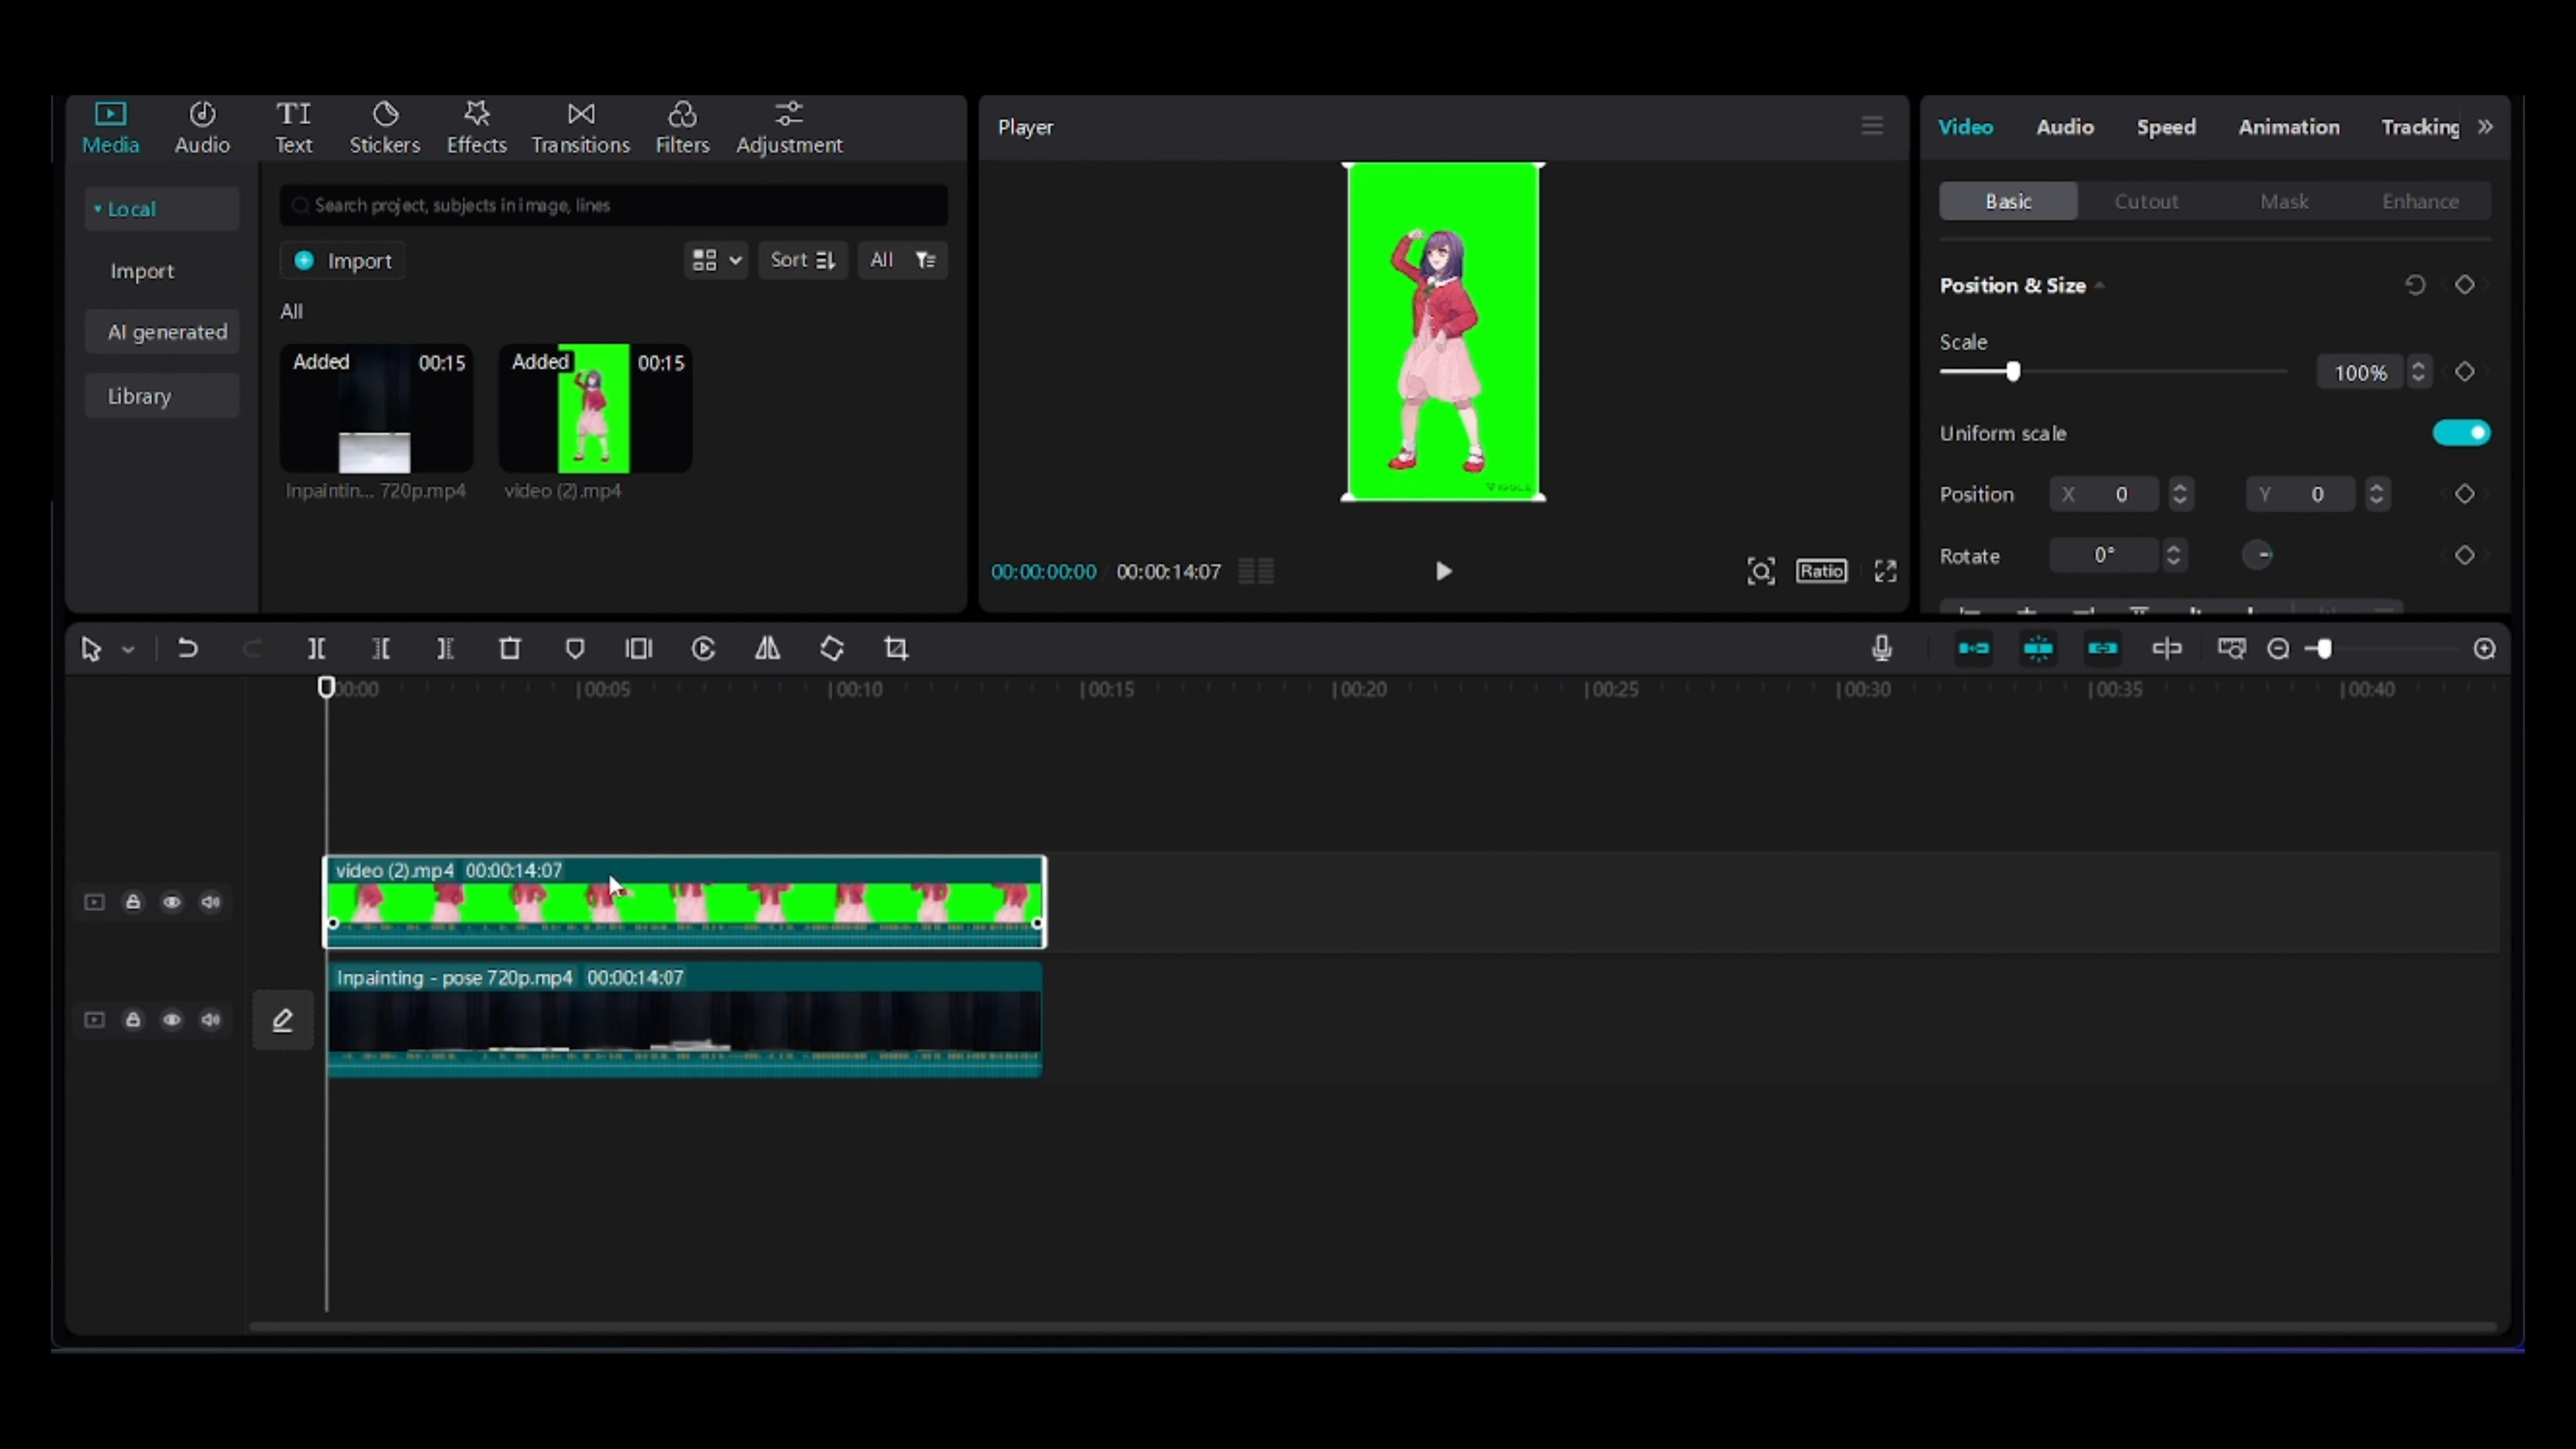 Media
Audio
Text
Stickers
Effects
Transitions
Filters
Adjustment
Local
Import
AI generated
Library
Search project, subjects in image, lines
Import
Sort
All
All
Added 00:15
Added 00:15
Inpaintin... 720p.mp4
video (2).mp4
Player
00:00:00:00
00:00:14:07
Ratio
Video
Audio
Speed
Animation
Tracking
Basic
Cutout
Mask
Enhance
Position & Size
Scale
100%
Uniform scale
Position X 0 Y 0
Rotate 0°
00:00 00:05 00:10 00:15 00:20 00:25 00:30 00:35 00:40
video (2).mp4 00:00:14:07
Inpainting - pose 720p.mp4 00:00:14:07